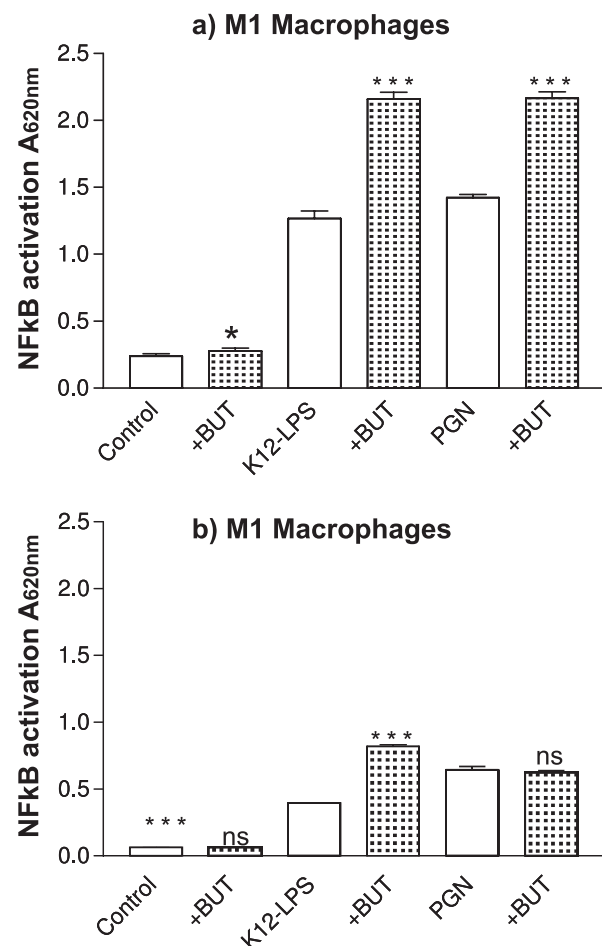 a) M1 Macrophages
NFkB activation A620nm
2.5
2.0
1.5
1.0
0.5
0.0
*
* * *
* * *
Control
+BUT
K12-LPS
+BUT
PGN
+BUT
b) M1 Macrophages
NFkB activation A620nm
2.5
2.0
1.5
1.0
0.5
0.0
* * *
ns
* * *
ns
Control
+BUT
K12-LPS
+BUT
PGN
+BUT